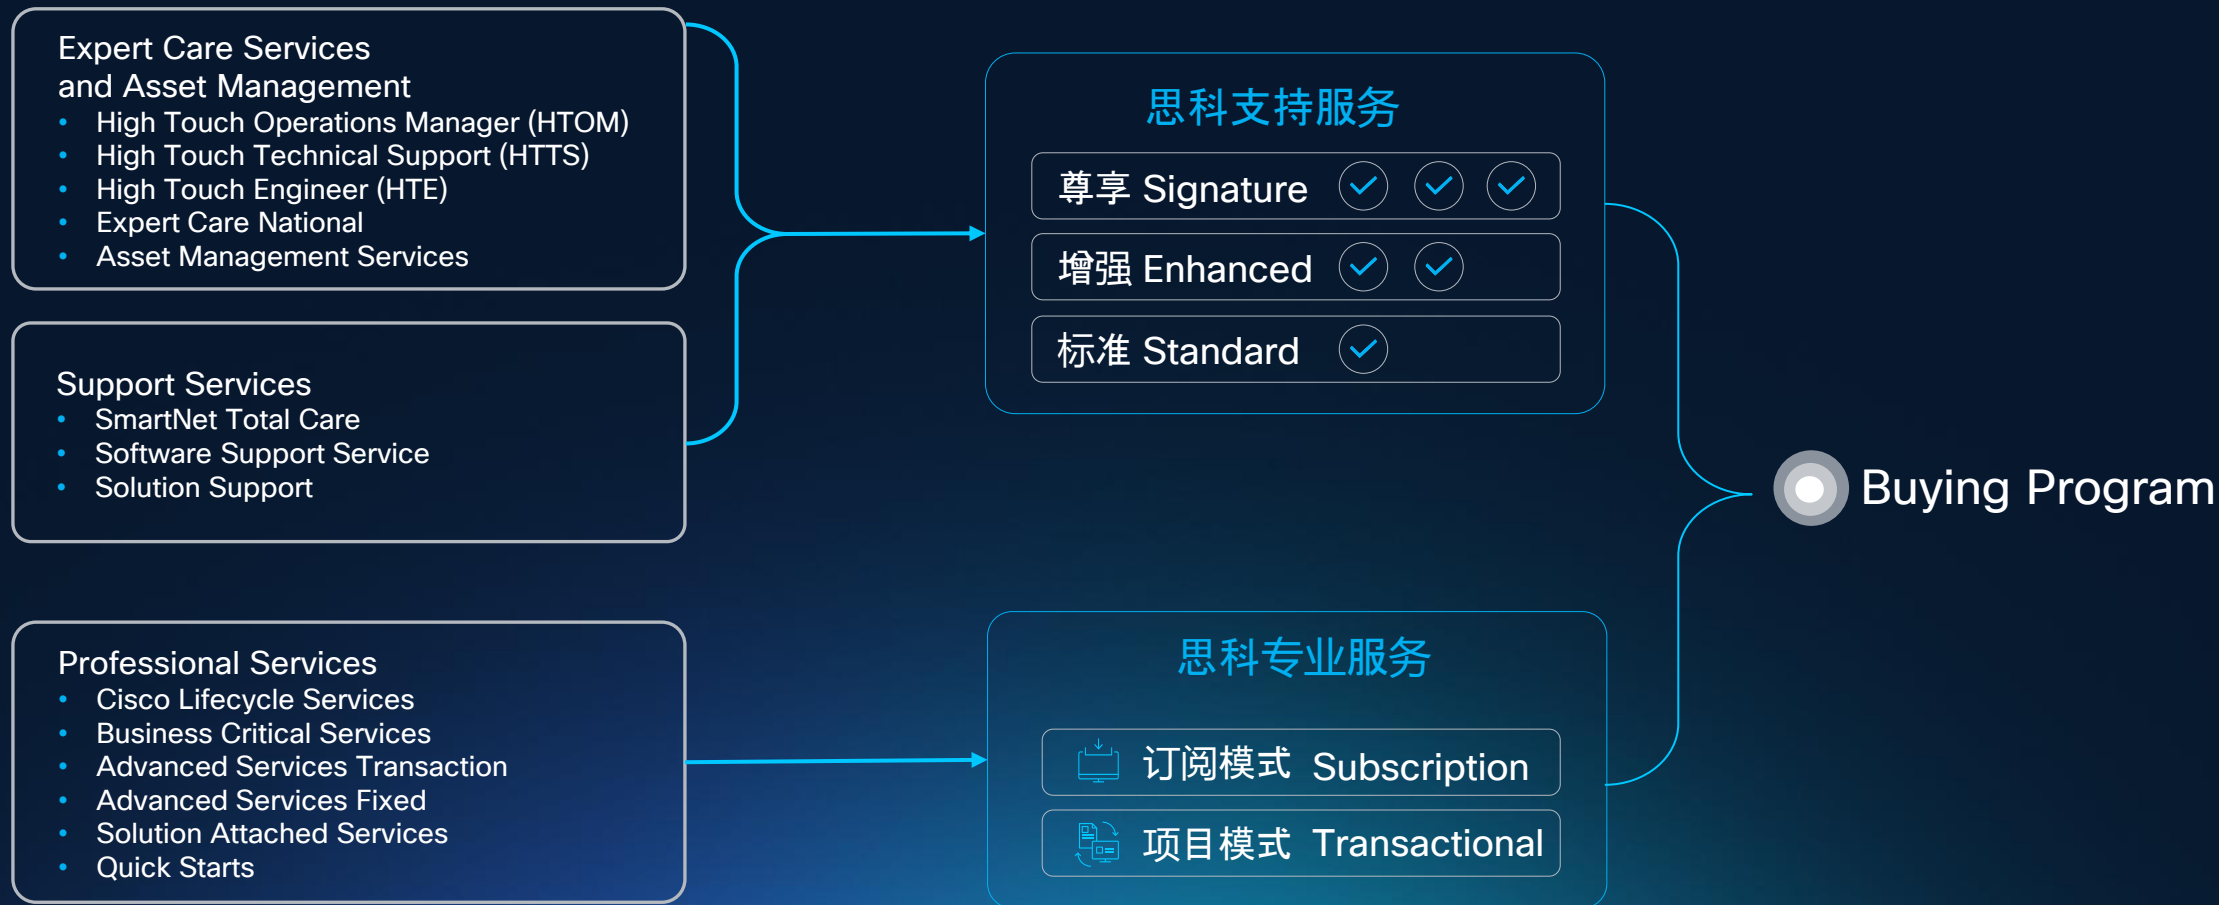 Expert Care Services
and Asset Management
• High Touch Operations Manager (HTOM)
• High Touch Technical Support (HTTS)
• High Touch Engineer (HTE)
• Expert Care National
• Asset Management Services
Support Services
• SmartNet Total Care
• Software Support Service
• Solution Support
Professional Services
• Cisco Lifecycle Services
• Business Critical Services
• Advanced Services Transaction
• Advanced Services Fixed
• Solution Attached Services
• Quick Starts
思科支持服务
尊享 Signature
增强 Enhanced
标准 Standard
思科专业服务
订阅模式 Subscription
项目模式 Transactional
Buying Program